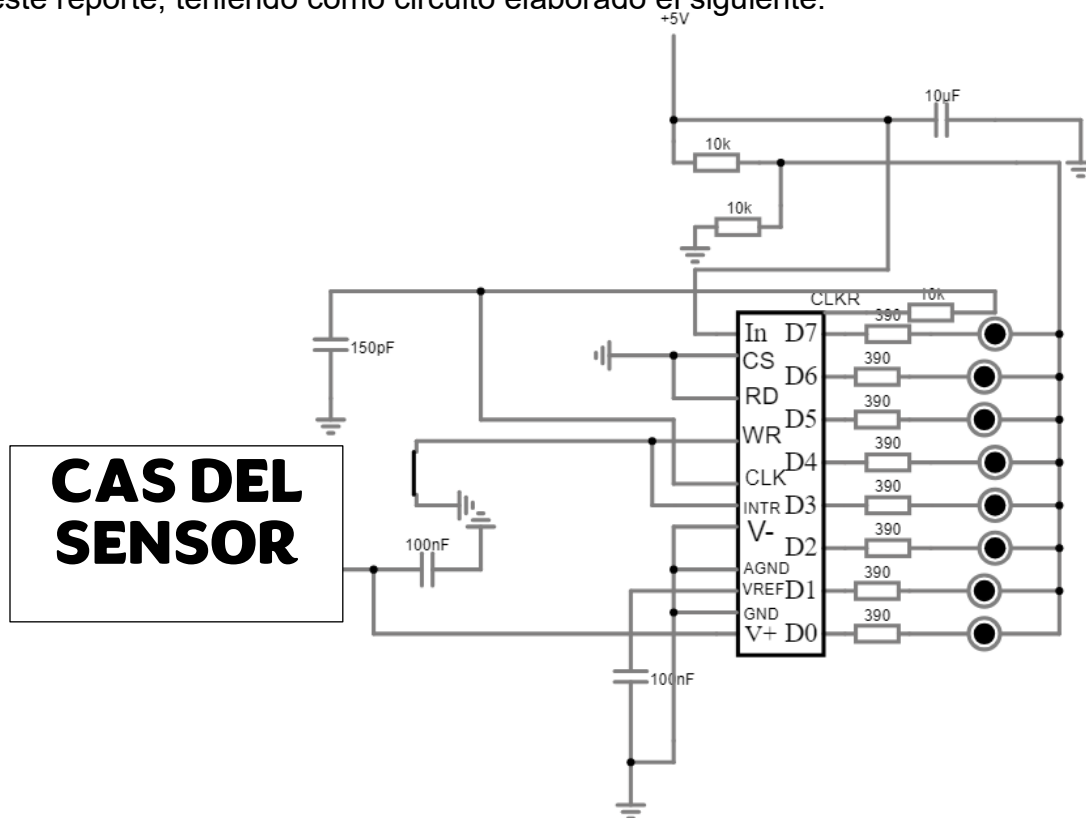 este reporte, teniendo como circuito elaborado el siguiente:
+5V
10uF
10k
10k
CLKR
10k
390
150pF
In D7
CS
390
D6
RD
390
D5
WR
390
D4
CLK
390
INTR D3
V-
390
D2
AGND
390
VREF D1
GND
390
V+ D0
CAS DEL
SENSOR
100nF
100nF